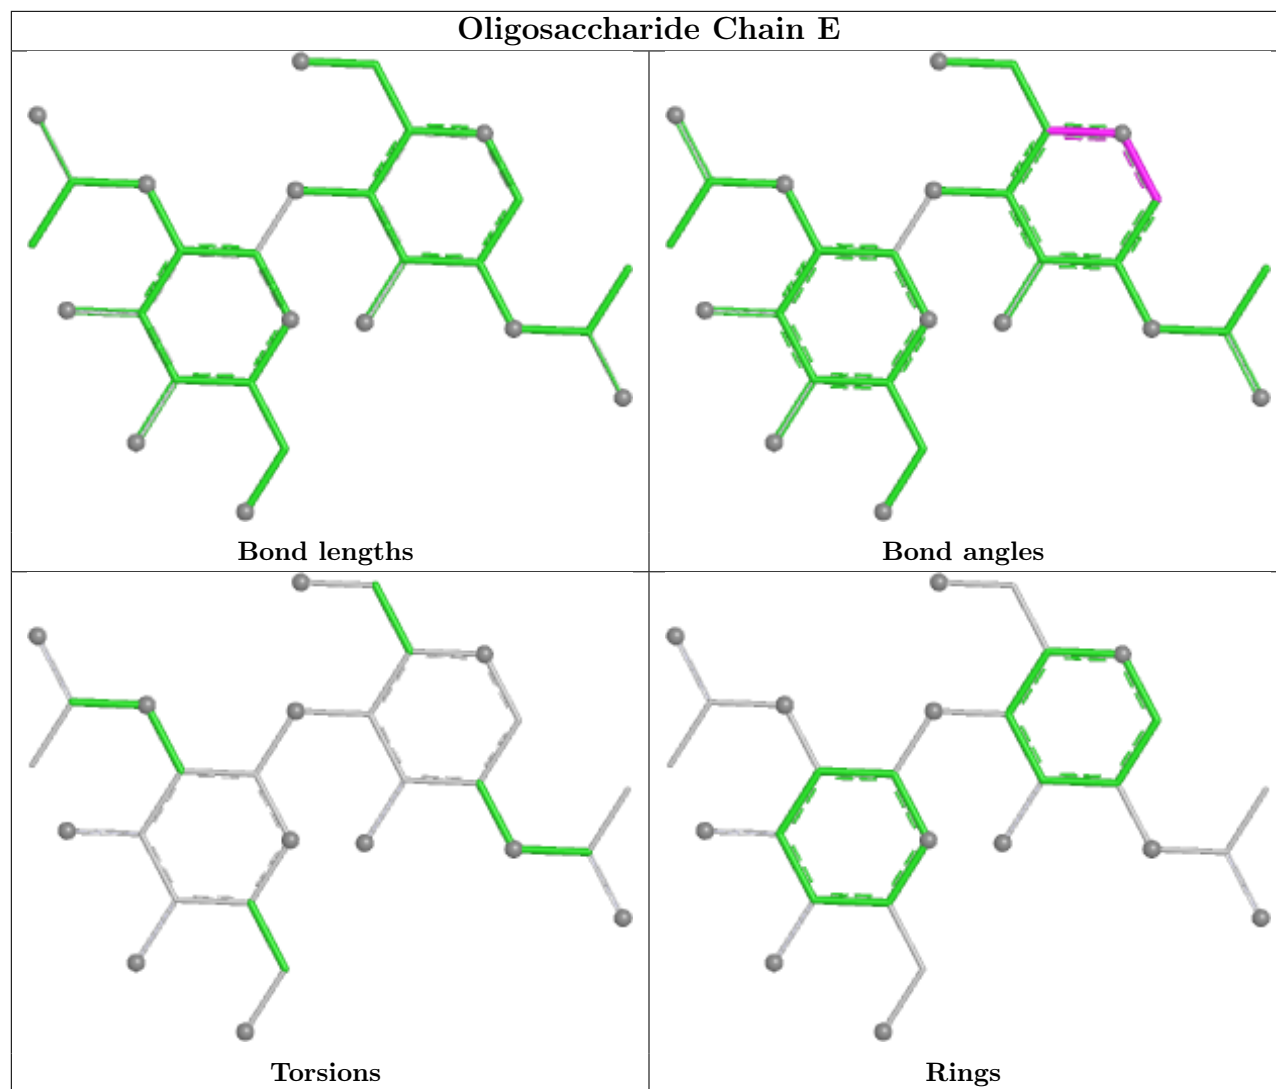 Oligosaccharide Chain E
Bond lengths
Bond angles
Torsions
Rings